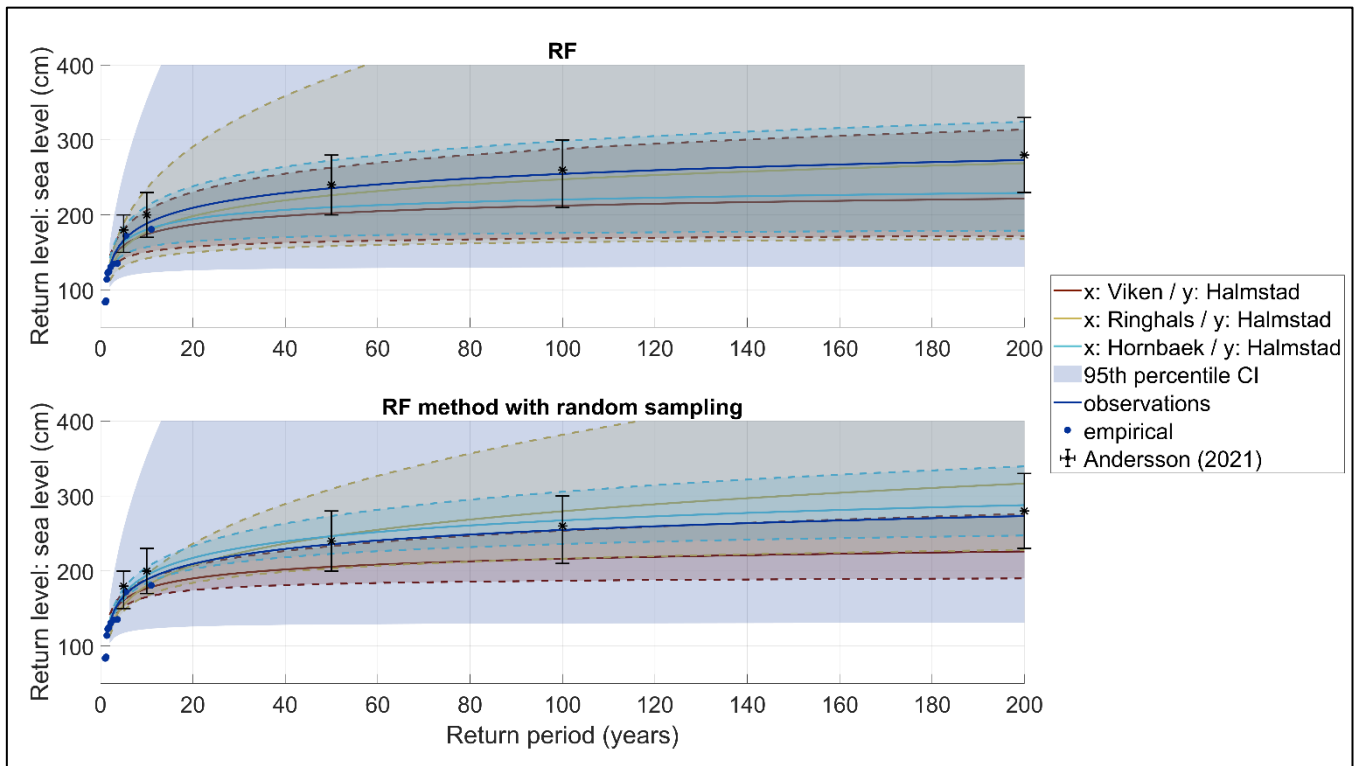 RF
Return level: sea level (cm)
400
300
200
100
0 20 40 60 80 100 120 140 160 180 200
RF method with random sampling
Return level: sea level (cm)
400
300
200
100
0 20 40 60 80 100 120 140 160 180 200
Return period (years)
x: Viken / y: Halmstad
x: Ringhals / y: Halmstad
x: Hornbaek / y: Halmstad
95th percentile CI
observations
empirical
Andersson (2021)